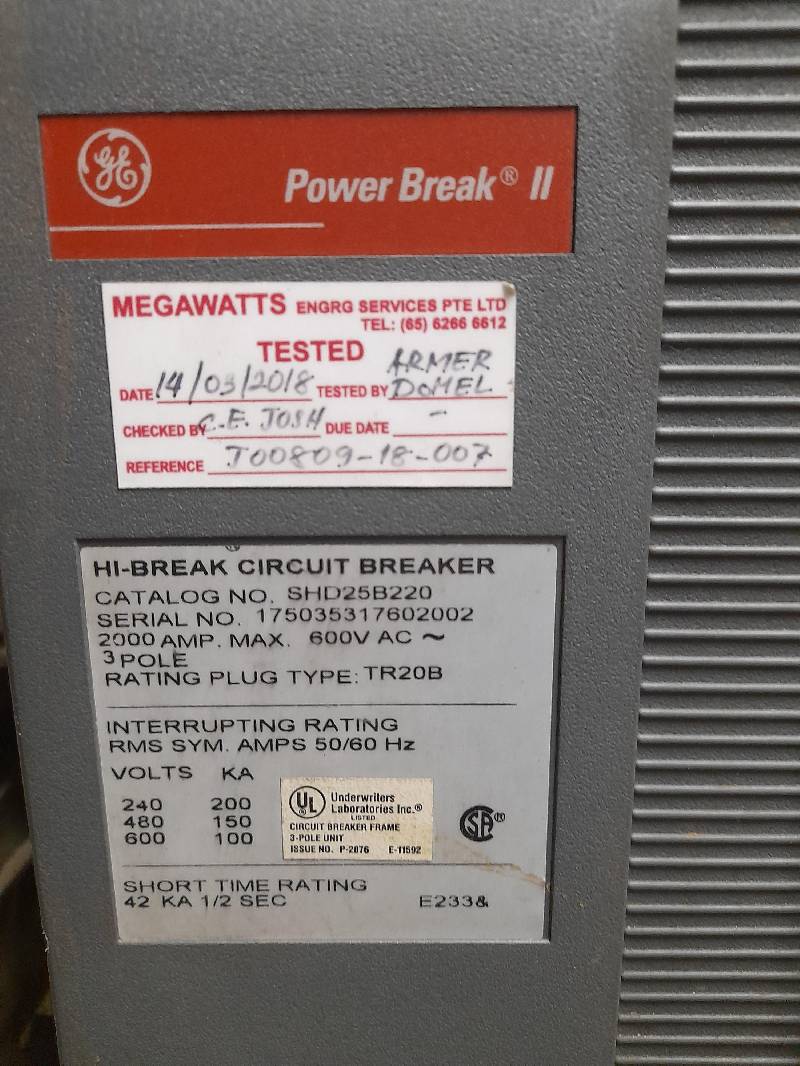 GE
Power Break® II
MEGAWATTS ENGRG SERVICES PTE LTD
TEL: (65) 6266 6612
TESTED
DATE 14/03/2018 TESTED BY ARMER DOMEL
CHECKED BY C.E. JOSH DUE DATE -
REFERENCE J00809-18-007
HI-BREAK CIRCUIT BREAKER
CATALOG NO. SHD25B220
SERIAL NO. 175035317602002
2000 AMP. MAX. 600V AC ~
3 POLE
RATING PLUG TYPE: TR20B
INTERRUPTING RATING
RMS SYM. AMPS 50/60 Hz
VOLTS KA
240 200
480 150
600 100
UL Underwriters
Laboratories Inc.®
LISTED
CIRCUIT BREAKER FRAME
3-POLE UNIT
ISSUE NO. P-2876 E-11592
SA®
SHORT TIME RATING
42 KA 1/2 SEC E233&